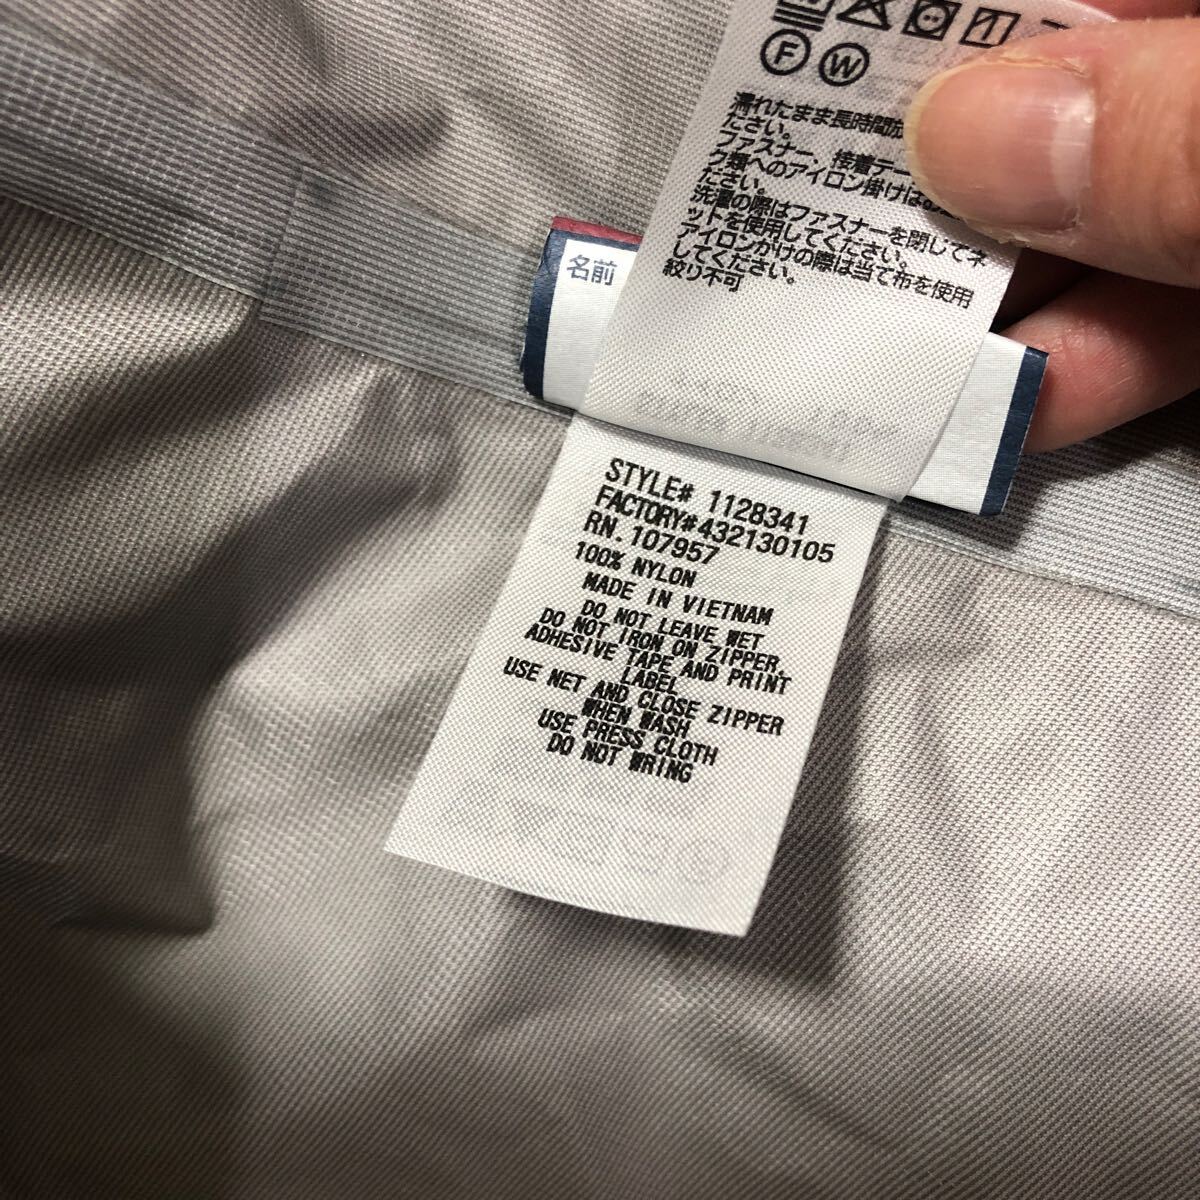 F W
濡れたまま長時間放
ださい。
ファスナー、接着テー
ク類へのアイロン掛けはお
ださい。
洗濯の際はファスナーを閉じてネ
ットを使用してください。
アイロンがけの際は当て布を使用
してください。
絞り不可
名前
STYLE# 1128341
FACTORY#432130105
RN. 107957
100% NYLON
MADE IN VIETNAM
DO NOT LEAVE WET
DO NOT IRON ON ZIPPER,
ADHESIVE TAPE AND PRINT
LABEL
USE NET AND CLOSE ZIPPER
WHEN WASH
USE PRESS CLOTH
DO NOT WRING